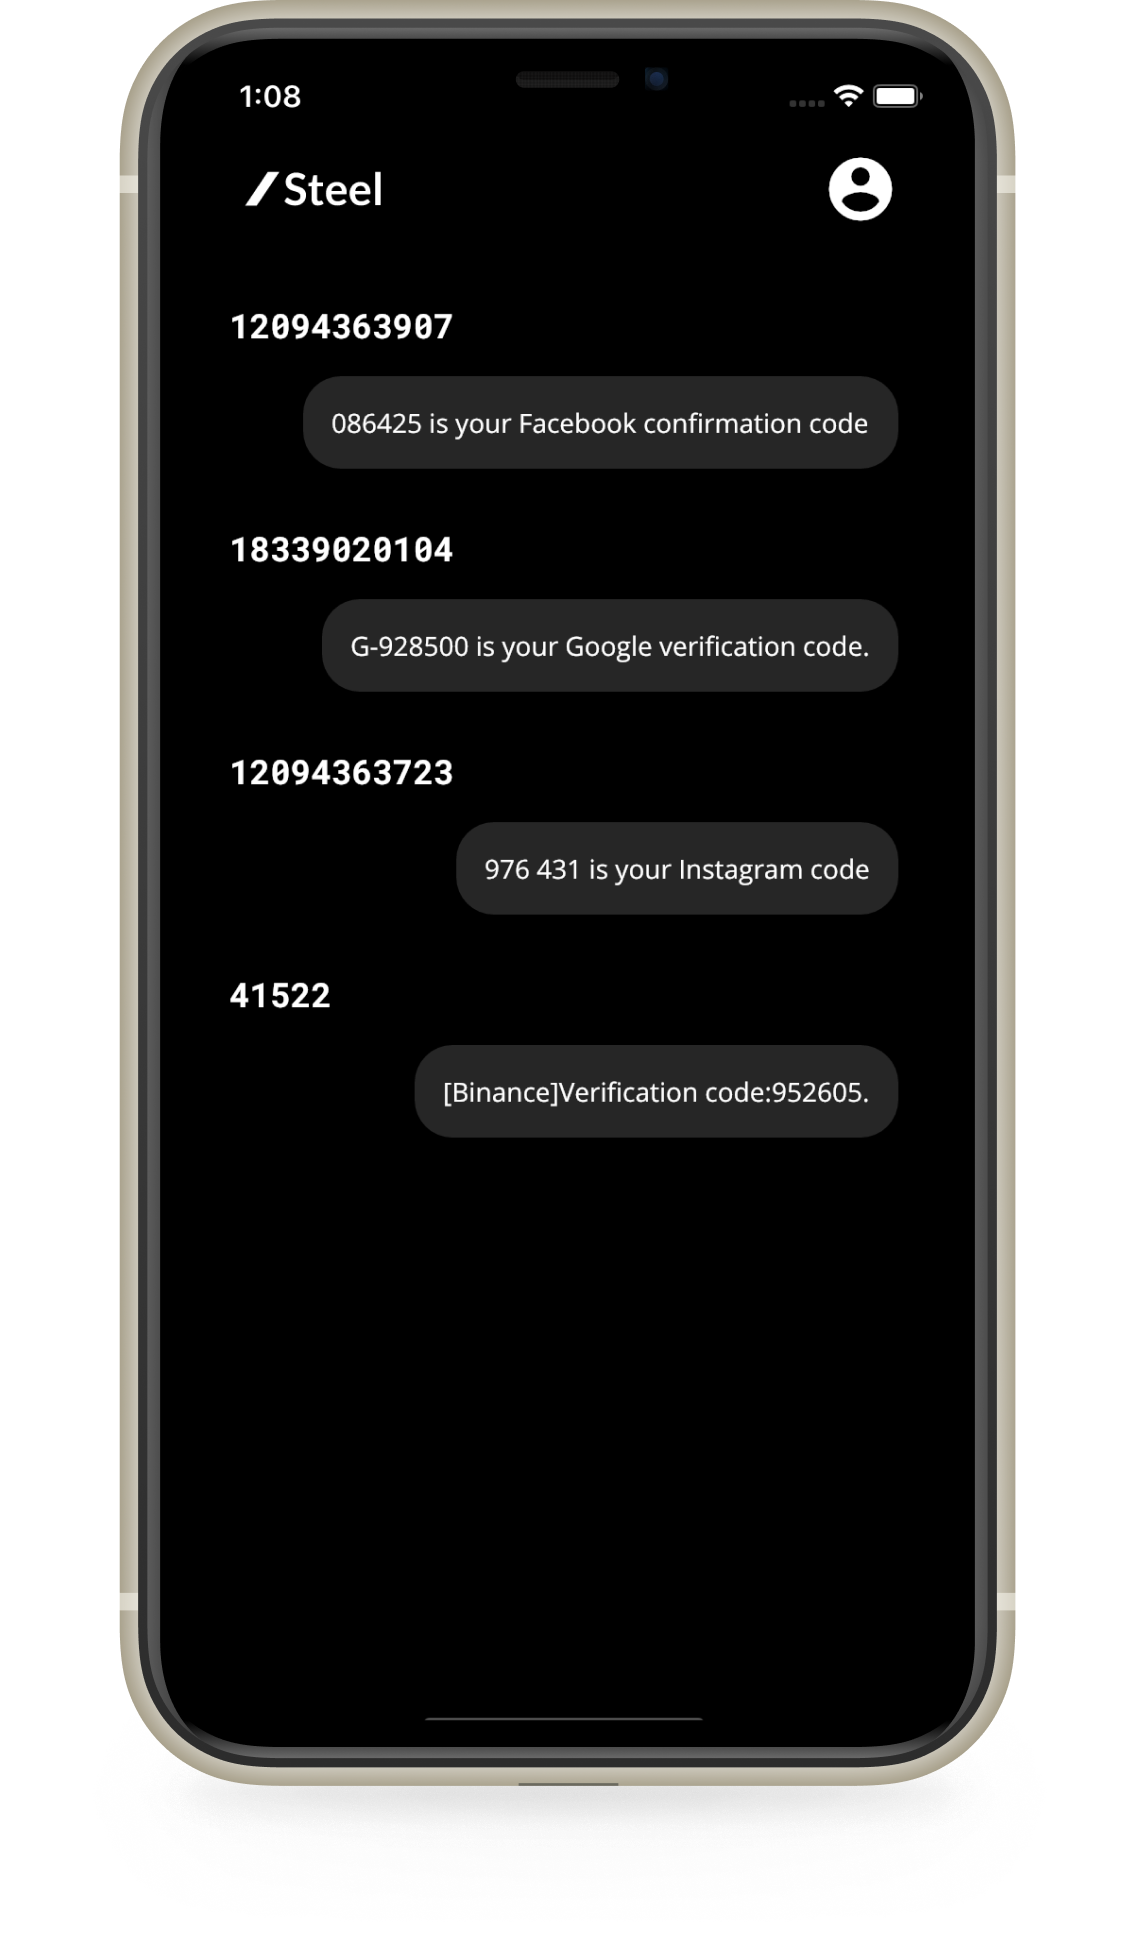 1:08
Steel
12094363907
086425 is your Facebook confirmation code
18339020104
G-928500 is your Google verification code.
12094363723
976 431 is your Instagram code
41522
[Binance]Verification code:952605.